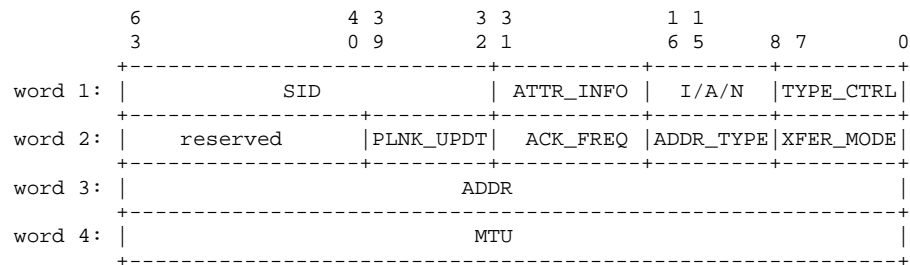 6                4 3       3 3            1 1
3                0 9       2 1            6 5      8 7       0
+----------------------------+-----------+---------+---------+
word 1: |            SID             | ATTR_INFO |  I/A/N  |TYPE_CTRL|
+------------------+---------+-----------+---------+---------+
word 2: |    reserved      |PLNK_UPDT|  ACK_FREQ |ADDR_TYPE|XFER_MODE|
+------------------+---------+-----------+---------+---------+
word 3: |                          ADDR                              |
+------------------------------------------------------------+
word 4: |                           MTU                              |
+------------------------------------------------------------+